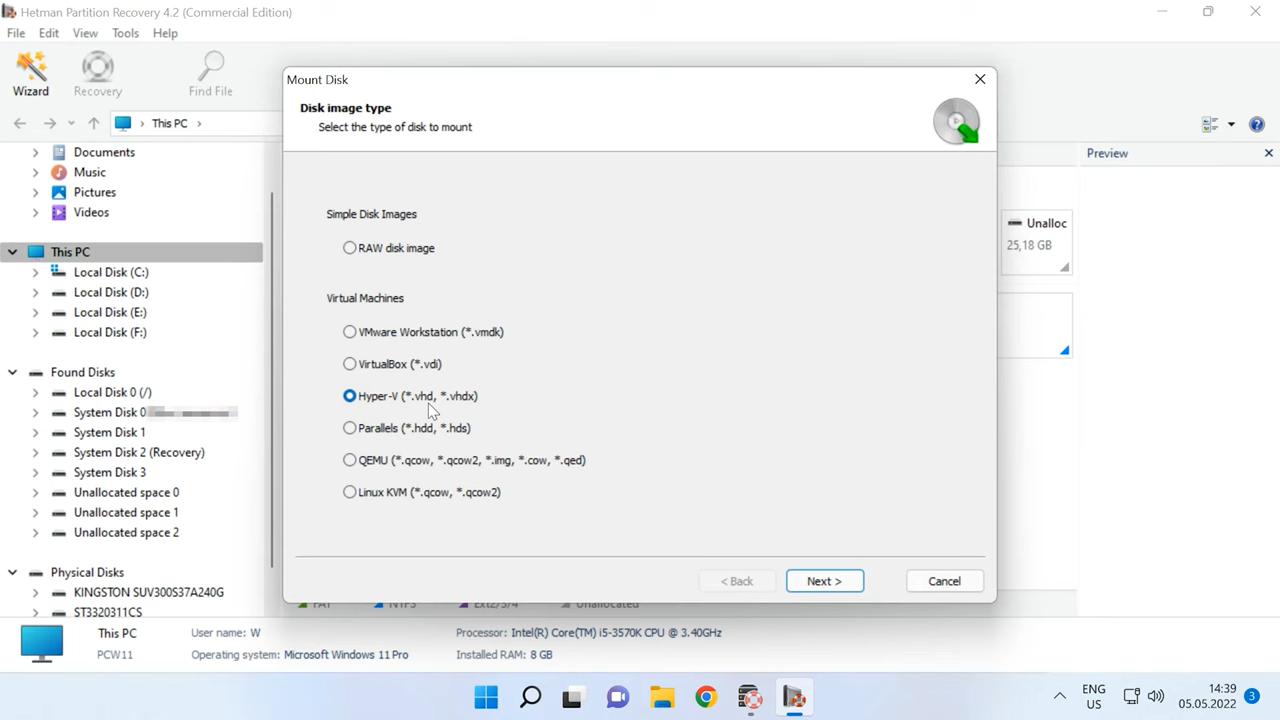 Hetman Partition Recovery 4.2 (Commercial Edition)
File Edit View Tools Help
Wizard Recovery Find File
This PC
Documents
Music
Pictures
Videos
This PC
Local Disk (C:)
Local Disk (D:)
Local Disk (E:)
Local Disk (F:)
Found Disks
Local Disk 0 (/)
System Disk 0
System Disk 1
System Disk 2 (Recovery)
System Disk 3
Unallocated space 0
Unallocated space 1
Unallocated space 2
Physical Disks
KINGSTON SUV300S37A240G
ST3320311CS
Mount Disk
Disk image type
Select the type of disk to mount
Simple Disk Images
RAW disk image
Virtual Machines
VMware Workstation (*.vmdk)
VirtualBox (*.vdi)
Hyper-V (*.vhd, *.vhdx)
Parallels (*.hdd, *.hds)
QEMU (*.qcow, *.qcow2, *.img, *.cow, *.qed)
Linux KVM (*.qcow, *.qcow2)
< Back Next > Cancel
Preview
Unalloc
25,18 GB
FAT NTFS Ext2/3/4 Unallocated
This PC User name: W Processor: Intel(R) Core(TM) i5-3570K CPU @ 3.40GHz
PCW11 Operating system: Microsoft Windows 11 Pro Installed RAM: 8 GB
ENG
US
14:39
05.05.2022
3